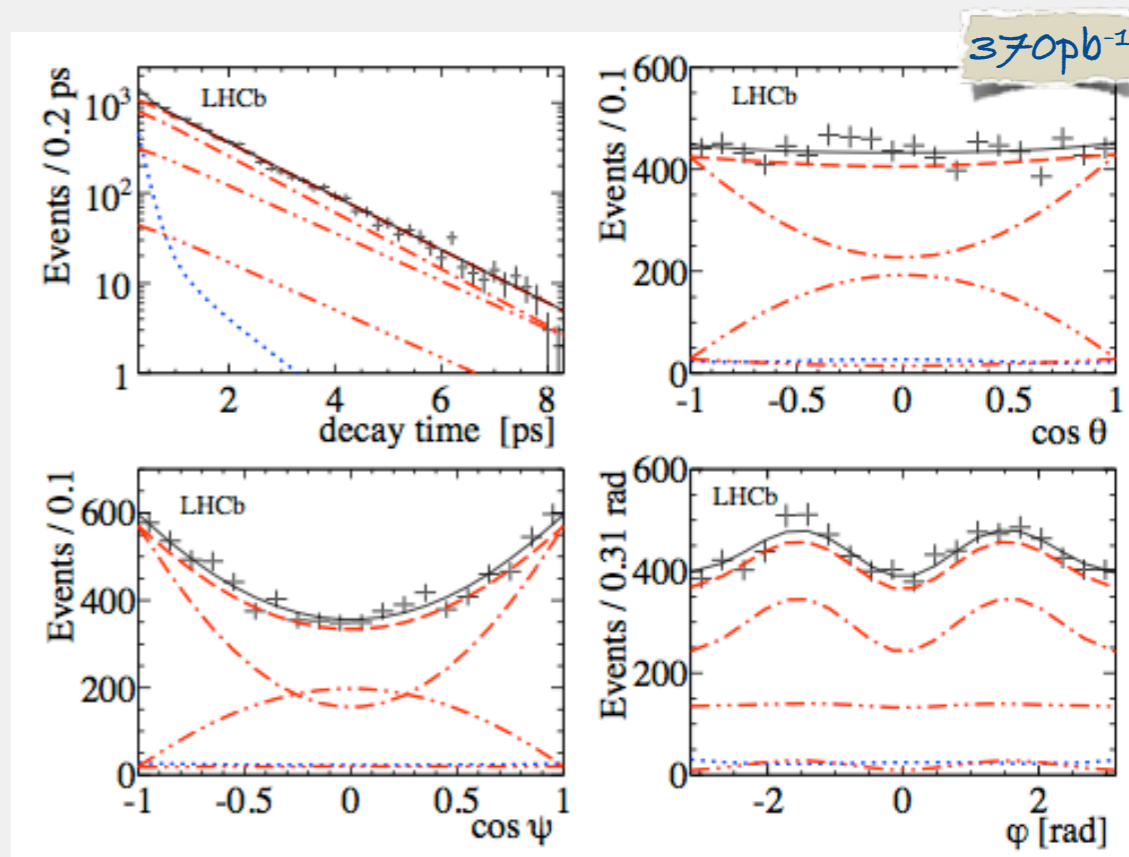 370pb⁻¹
LHCb
Events / 0.2 ps
10³
10²
10
1
2 4 6 8
decay time [ps]
LHCb
Events / 0.1
600
400
200
0
-1 -0.5 0 0.5 1
cos θ
LHCb
Events / 0.1
600
400
200
0
-1 -0.5 0 0.5 1
cos ψ
LHCb
Events / 0.31 rad
600
400
200
0
-2 0 2
φ [rad]